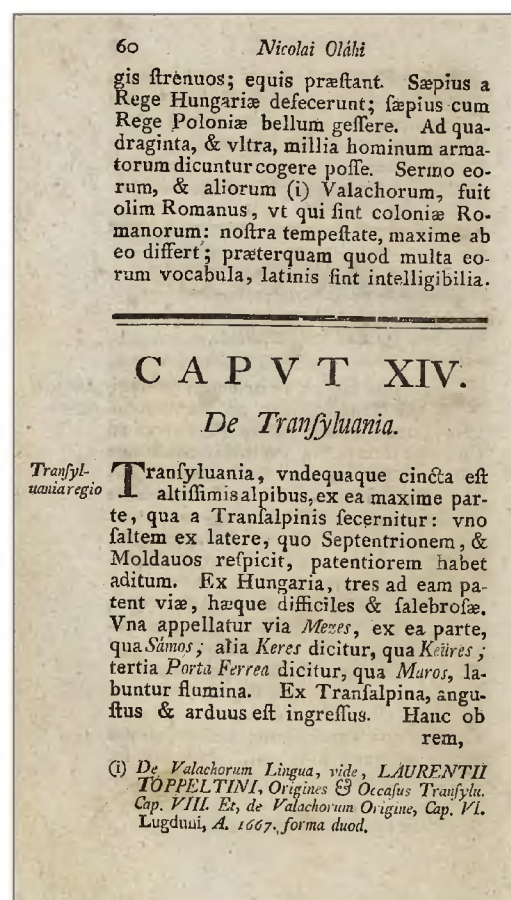 60 Nicolai Oláhi
gis ſtrènuos; equis præſtant. Sæpius a
Rege Hungariæ defecerunt; ſæpius cum
Rege Poloniæ bellum geſſere. Ad qua-
draginta, & vltra, millia hominum arma-
torum dicuntur cogere poſſe. Sermo eo-
rum, & aliorum (i) Valachorum, fuit
olim Romanus, vt qui ſint coloniæ Ro-
manorum: noſtra tempeſtate, maxime ab
eo differt; præterquam quod multa eo-
rum vocabula, latinis ſint intelligibilia.
CAPVT XIV.
De Tranſyluania.
Tranſyl-
uania regio
Tranſyluania, vndequaque cincta eſt
altiſſimis alpibus, ex ea maxime par-
te, qua a Tranſalpinis ſecernitur: vno
ſaltem ex latere, quo Septentrionem, &
Moldauos reſpicit, patentiorem habet
aditum. Ex Hungaria, tres ad eam pa-
tent viæ, hæque difficiles & ſalebroſæ.
Vna appellatur via Mezes, ex ea parte,
qua Sámos; alia Keres dicitur, qua Keüres;
tertia Porta Ferrea dicitur, qua Maros, la-
buntur flumina. Ex Tranſalpina, angu-
ſtus & arduus eſt ingreſſus. Hanc ob
rem,
(i) De Valachorum Lingua, vide, LAURENTII
TOPPELTINI, Origines & Occaſus Tranſylu.
Cap. VIII. Et, de Valachorum Origine, Cap. VI.
Lugduni, A. 1667. forma duod.